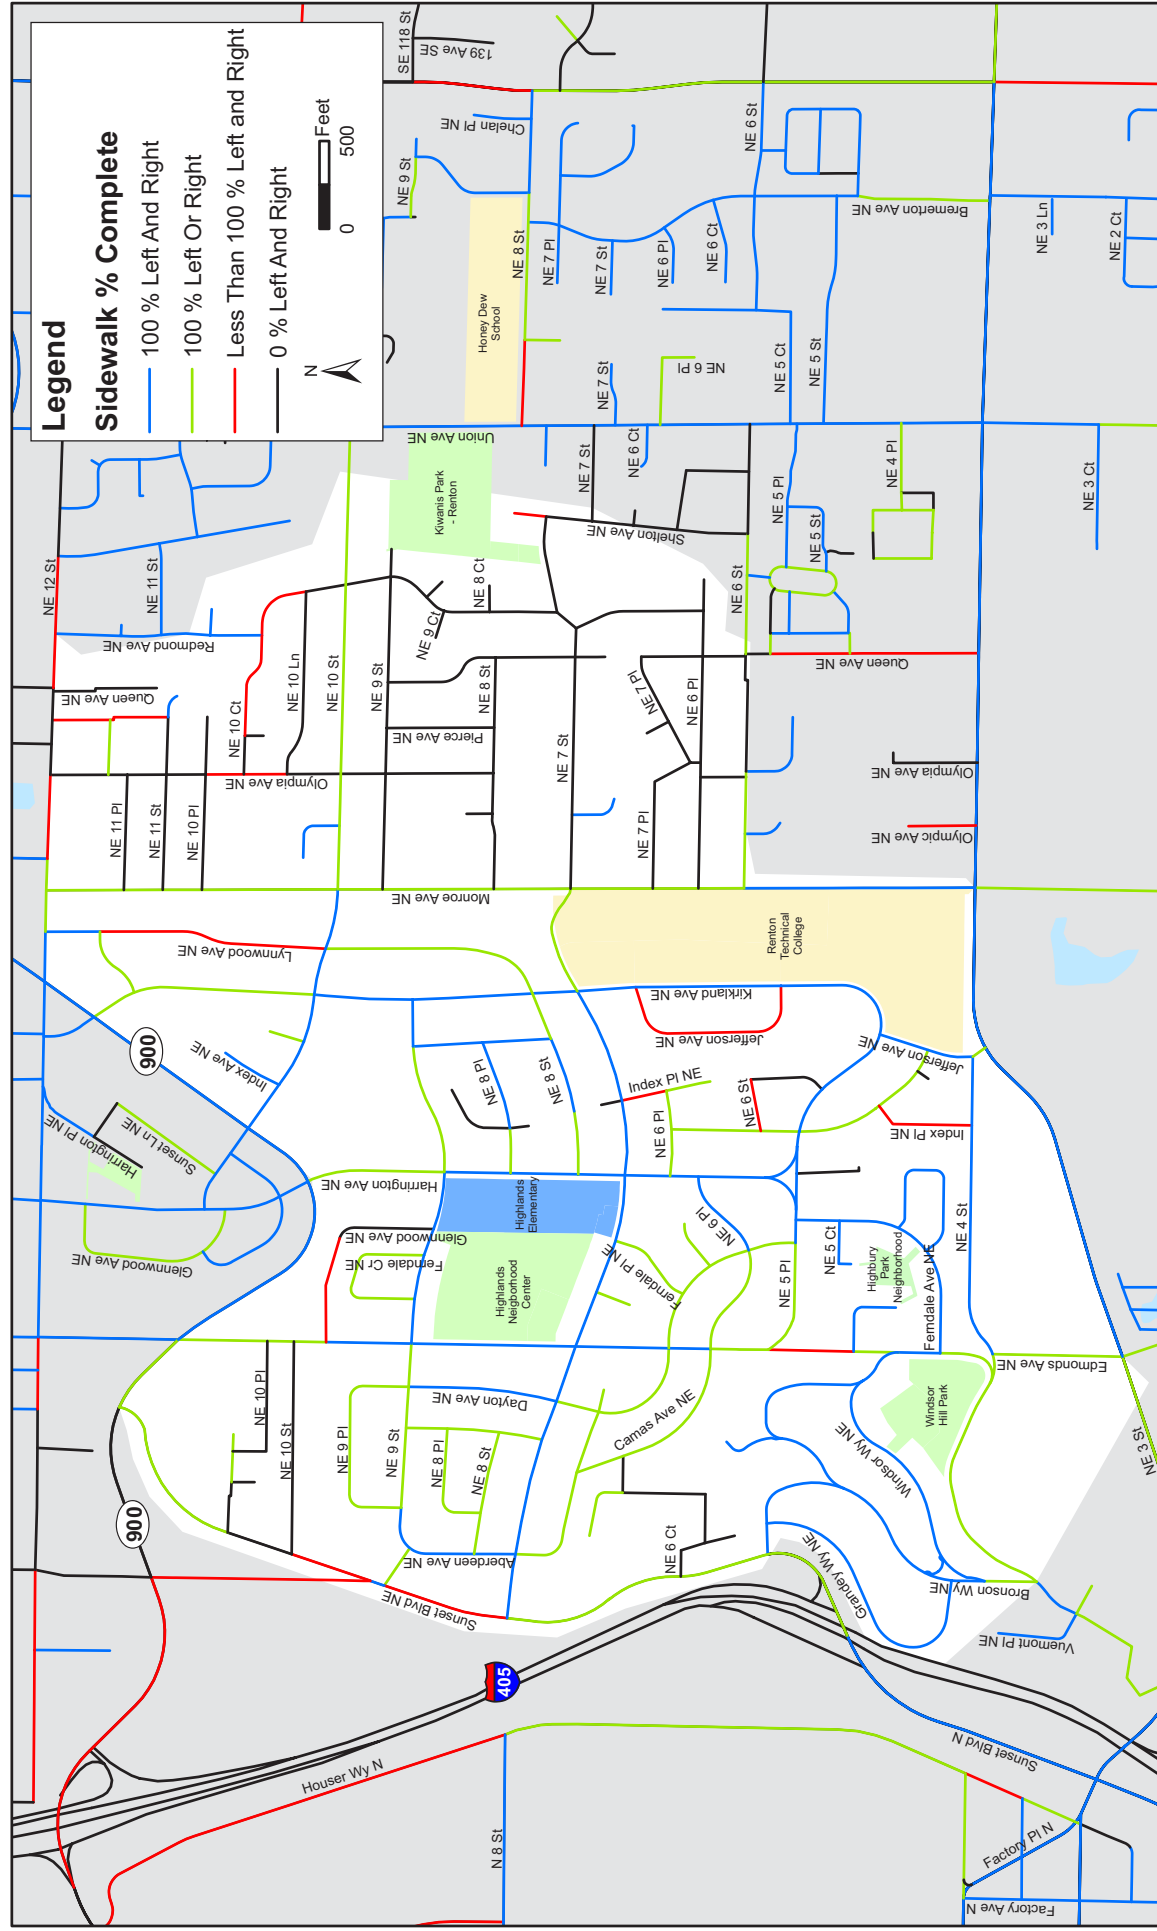 Legend
Sidewalk % Complete
100 % Left And Right
100 % Left Or Right
Less Than 100 % Left and Right
0 % Left And Right
0
500
Feet
N
SE 118 St
139 Ave SE
Chelan Pl NE
NE 9 St
NE 8 St
NE 7 Pl
NE 7 St
NE 6 Pl
NE 6 Ct
NE 6 St
Bremerton Ave NE
NE 3 Ln
NE 2 Ct
Honey Dew
School
NE 7 St
NE 6 Pl
NE 5 Ct
NE 5 St
Union Ave NE
Kiwanis Park
- Renton
NE 7 St
NE 6 Ct
Shelton Ave NE
NE 5 Pl
NE 5 St
NE 4 Pl
NE 3 Ct
NE 12 St
NE 11 St
Redmond Ave NE
Queen Ave NE
NE 10 Ct
NE 10 Ln
NE 10 St
NE 9 St
NE 9 Ct
NE 8 Ct
NE 8 St
Pierce Ave NE
NE 7 St
NE 7 Pl
NE 6 Pl
NE 6 St
Queen Ave NE
NE 11 Pl
NE 11 St
NE 10 Pl
Olympia Ave NE
NE 7 Pl
Olympia Ave NE
Olympic Ave NE
Monroe Ave NE
Lynnwood Ave NE
Renton
Technical
College
Kirkland Ave NE
Jefferson Ave NE
Jefferson Ave NE
900
Index Ave NE
NE 8 Pl
NE 8 St
Index Pl NE
NE 6 Pl
NE 6 St
Index Pl NE
Harrington Pl NE
Sunset Ln NE
Harrington Ave NE
Glennwood Ave NE
Glennwood Ave NE
Ferndale Cr NE
Highlands
Elementary
Highlands
Neigborhood
Center
Ferndale Pl NE
NE 6 Pl
NE 5 Pl
NE 5 Ct
Highbury
Park
Neighborhood
Ferndale Ave NE
NE 4 St
Edmonds Ave NE
NE 3 St
NE 10 Pl
NE 10 St
NE 9 Pl
NE 9 St
Dayton Ave NE
NE 8 Pl
NE 8 St
Camas Ave NE
Windsor
Hill Park
Windsor Wy NE
900
Aberdeen Ave NE
Sunset Blvd NE
NE 6 Ct
Grandey Wy NE
Bronson Wy NE
Vuemont Pl NE
405
Houser Wy N
N 8 St
Sunset Blvd N
Factory Pl N
Factory Ave N